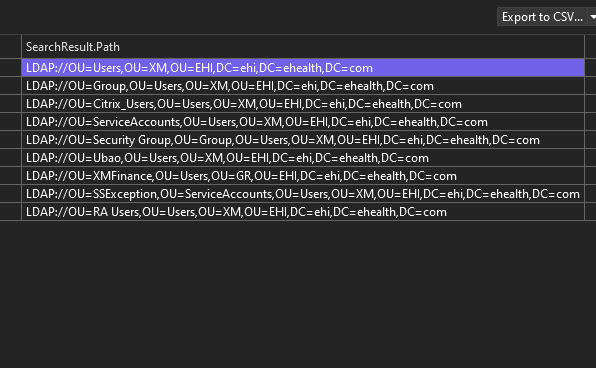 Export to CSV...
SearchResult.Path
LDAP://OU=Users,OU=XM,OU=EHI,DC=ehi,DC=ehealth,DC=com
LDAP://OU=Group,OU=Users,OU=XM,OU=EHI,DC=ehi,DC=ehealth,DC=com
LDAP://OU=Citrix_Users,OU=Users,OU=XM,OU=EHI,DC=ehi,DC=ehealth,DC=com
LDAP://OU=ServiceAccounts,OU=Users,OU=XM,OU=EHI,DC=ehi,DC=ehealth,DC=com
LDAP://OU=Security Group,OU=Group,OU=Users,OU=XM,OU=EHI,DC=ehi,DC=ehealth,DC=com
LDAP://OU=Ubao,OU=Users,OU=XM,OU=EHI,DC=ehi,DC=ehealth,DC=com
LDAP://OU=XMFinance,OU=Users,OU=GR,OU=EHI,DC=ehi,DC=ehealth,DC=com
LDAP://OU=SSException,OU=ServiceAccounts,OU=Users,OU=XM,OU=EHI,DC=ehi,DC=ehealth,DC=com
LDAP://OU=RA Users,OU=Users,OU=XM,OU=EHI,DC=ehi,DC=ehealth,DC=com